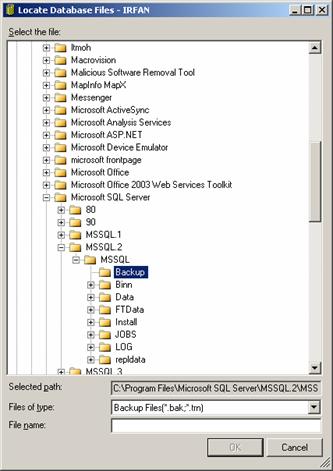 Locate Database Files - IRFAN
Select the file:
ltmoh
Macrovision
Malicious Software Removal Tool
MapInfo MapX
Messenger
Microsoft ActiveSync
Microsoft Analysis Services
Microsoft ASP.NET
Microsoft Device Emulator
microsoft frontpage
Microsoft Office
Microsoft Office 2003 Web Services Toolkit
Microsoft SQL Server
80
90
MSSQL.1
MSSQL.2
MSSQL
Backup
Binn
Data
FTData
Install
JOBS
LOG
repldata
MSSQL.3
Selected path:
C:\Program Files\Microsoft SQL Server\MSSQL.2\MSS
Files of type:
Backup Files(*.bak;*.trn)
File name:
OK
Cancel